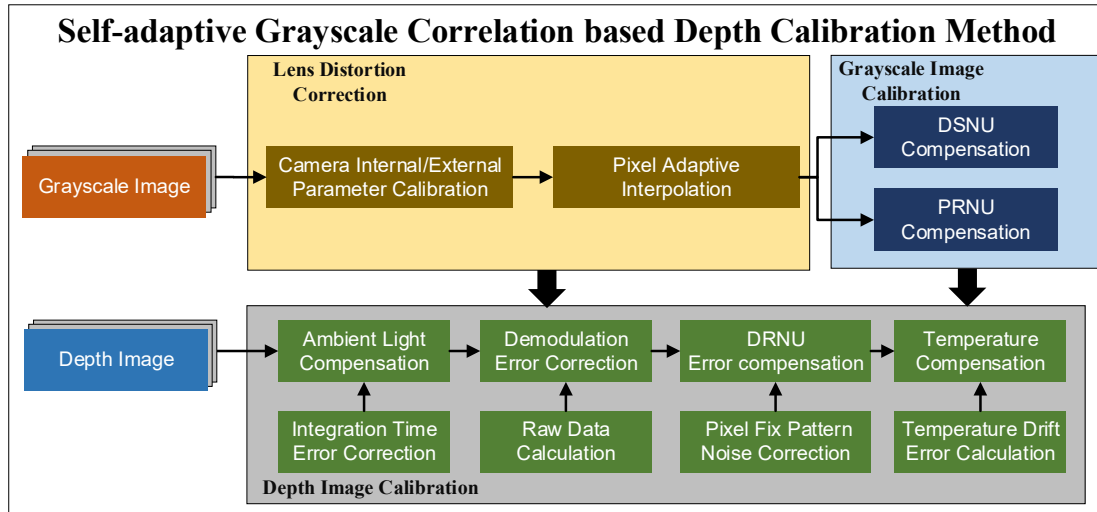 Self-adaptive Grayscale Correlation based Depth Calibration Method
Lens Distortion
Correction
Grayscale Image
Calibration
Grayscale Image
Camera Internal/External
Parameter Calibration
Pixel Adaptive
Interpolation
DSNU
Compensation
PRNU
Compensation
Depth Image
Ambient Light
Compensation
Demodulation
Error Correction
DRNU
Error compensation
Temperature
Compensation
Integration Time
Error Correction
Raw Data
Calculation
Pixel Fix Pattern
Noise Correction
Temperature Drift
Error Calculation
Depth Image Calibration